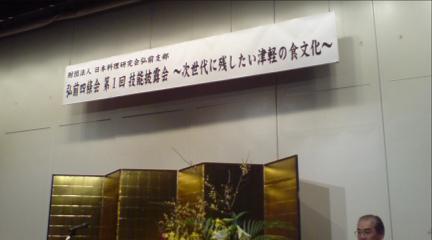 財団法人 日本料理研究会弘前支部
弘前四條会 第1回 技能披露会 〜次世代に残したい津軽の食文化〜